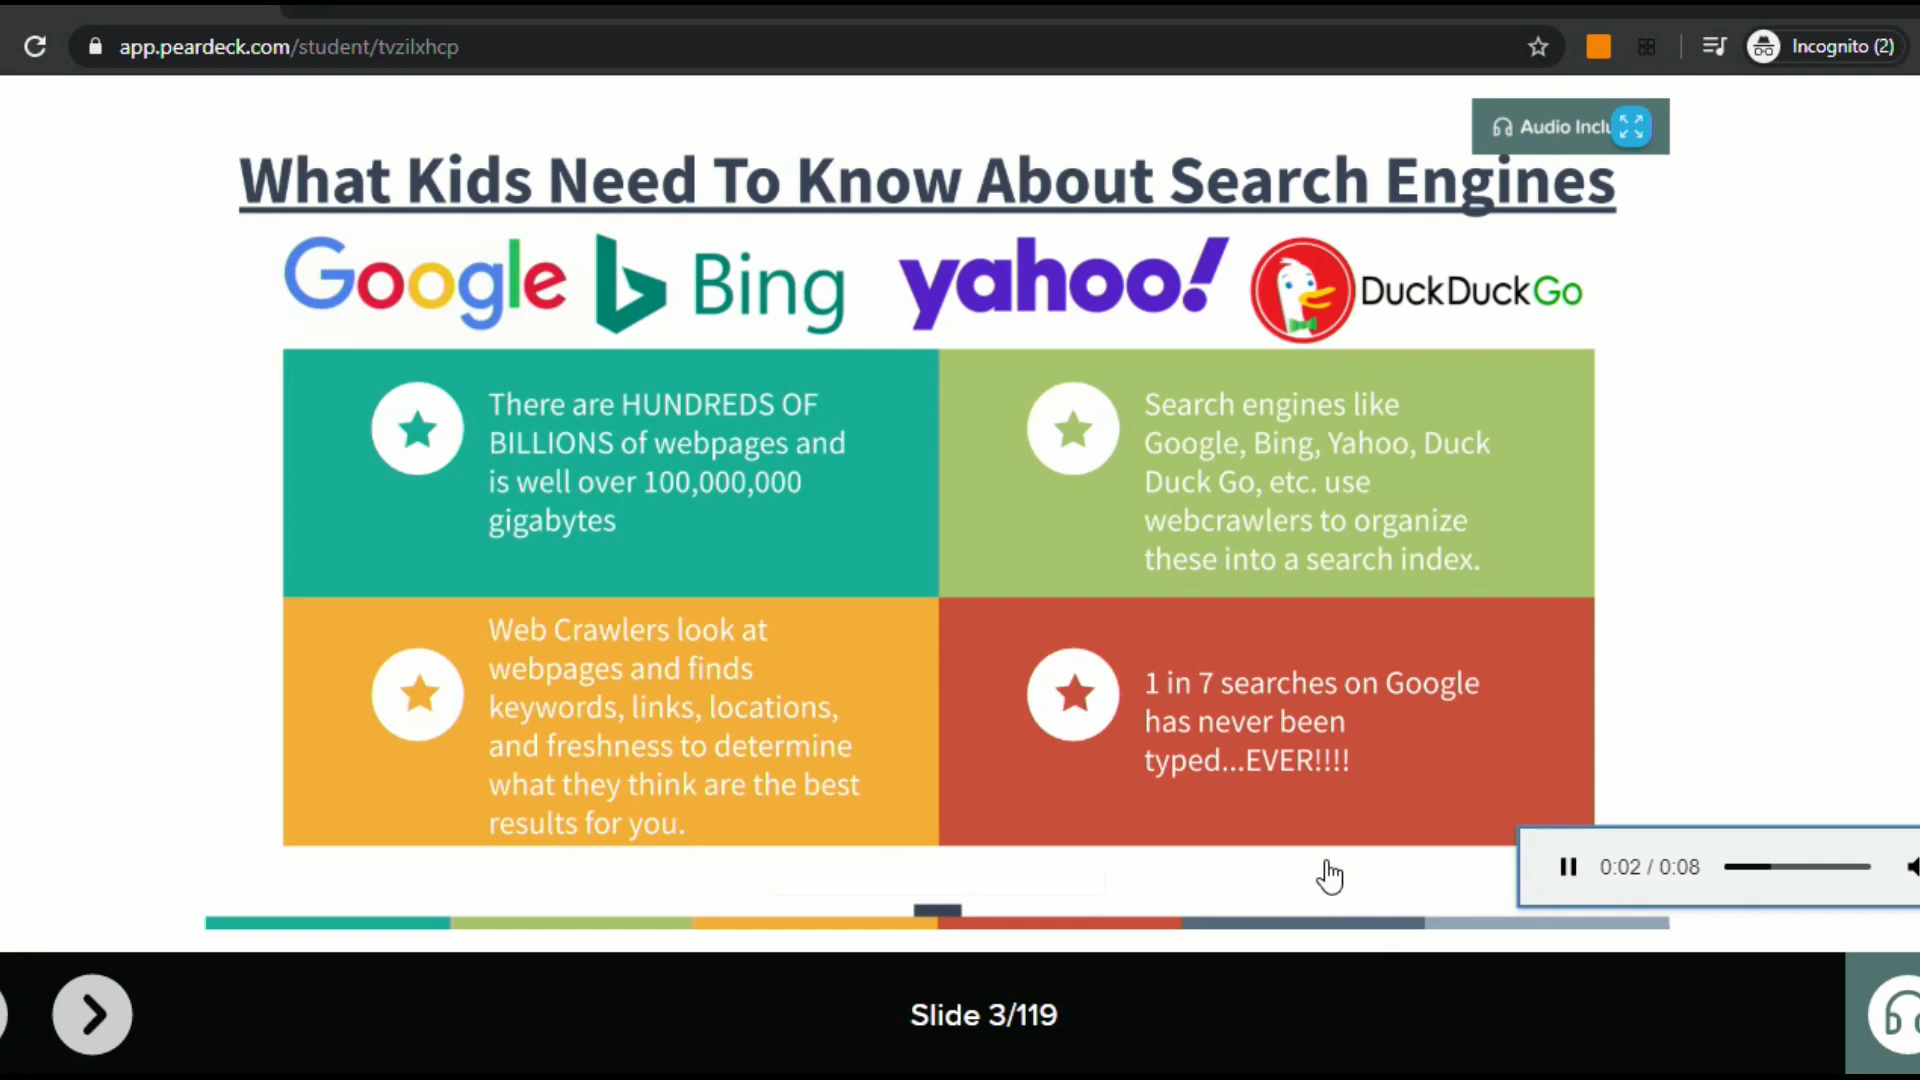 app.peardeck.com/student/tvzilxhcp
Incognito (2)
Audio Inclu
What Kids Need To Know About Search Engines
Google
Bing
yahoo!
DuckDuckGo
There are HUNDREDS OF
BILLIONS of webpages and
is well over 100,000,000
gigabytes
Search engines like
Google, Bing, Yahoo, Duck
Duck Go, etc. use
webcrawlers to organize
these into a search index.
Web Crawlers look at
webpages and finds
keywords, links, locations,
and freshness to determine
what they think are the best
results for you.
1 in 7 searches on Google
has never been
typed...EVER!!!!
0:02 / 0:08
Slide 3/119